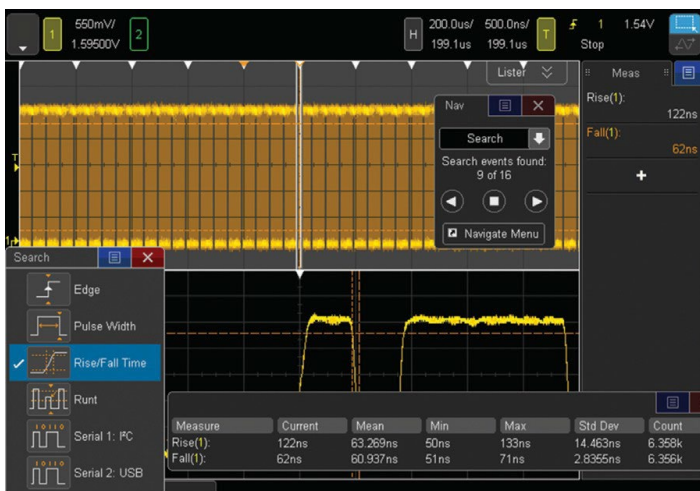 1
550mV/
1.59500V
2
H
200.0us/ 500.0ns/
199.1us 199.1us
T
1 1.54V
Stop
Lister
Meas
Rise(1):
122ns
Fall(1):
62ns
+
Nav
Search
Search events found:
9 of 16
Navigate Menu
T
1
Search
Edge
Pulse Width
Rise/Fall Time
Runt
Serial 1: I²C
Serial 2: USB
Measure Current Mean Min Max Std Dev Count
Rise(1): 122ns 63.269ns 50ns 133ns 14.463ns 6.358k
Fall(1): 62ns 60.937ns 51ns 71ns 2.8355ns 6.356k